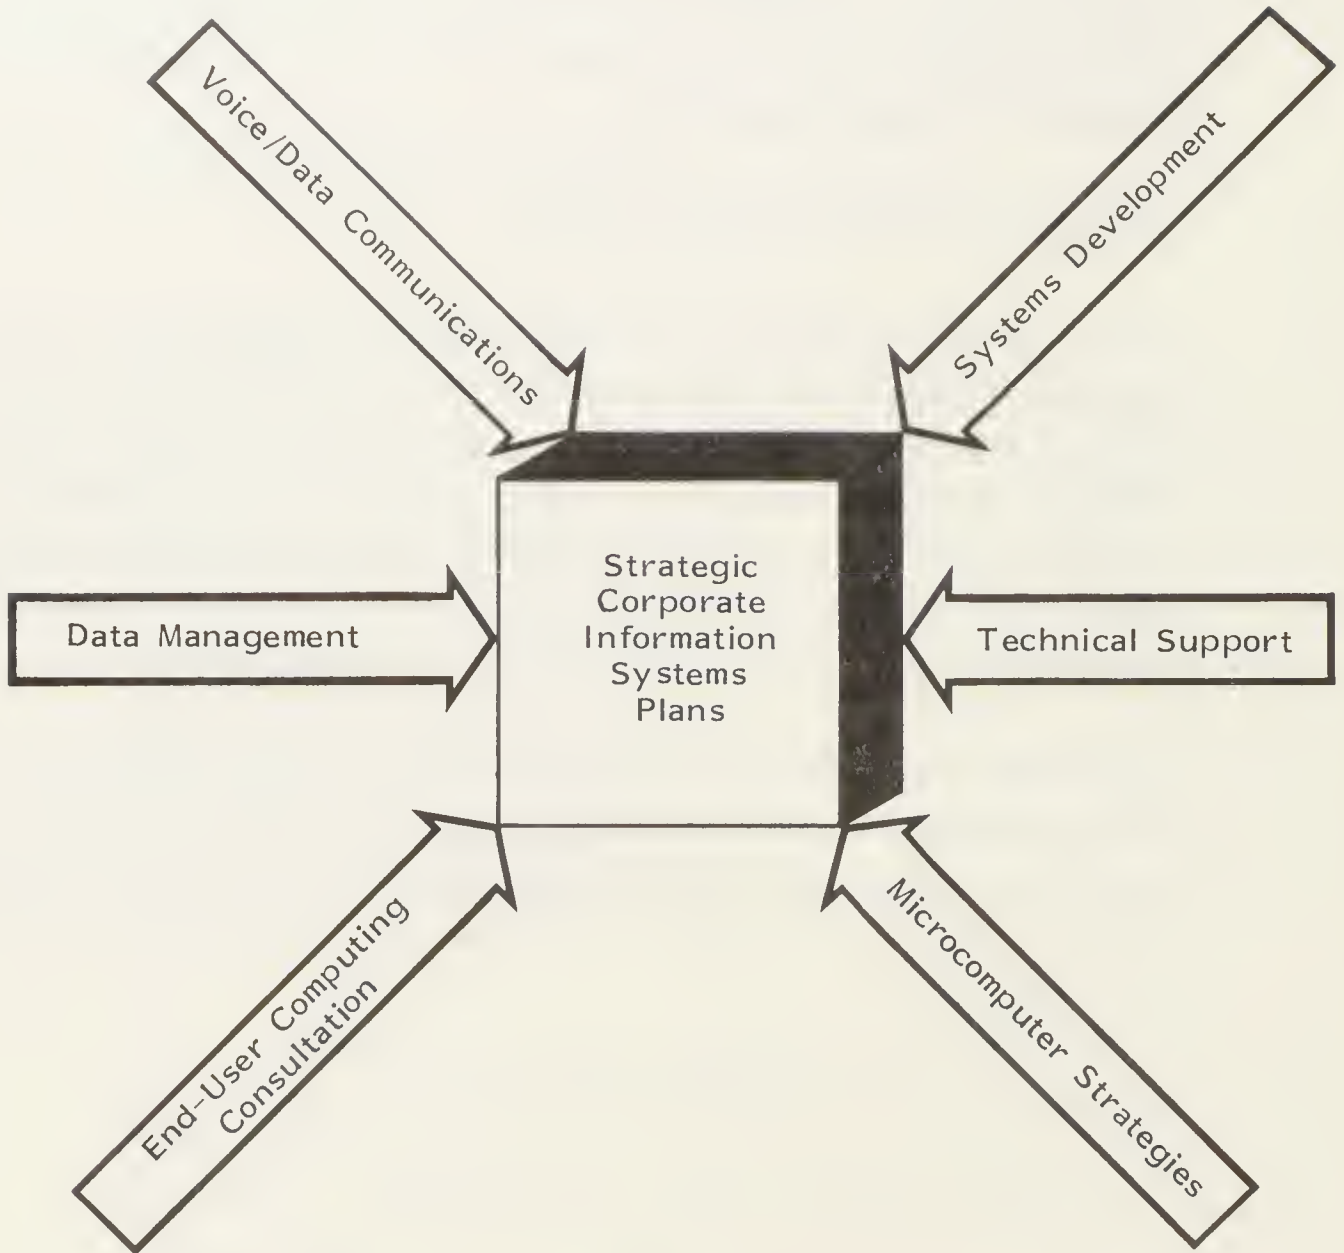 Voice/Data Communications
Systems Development
Data Management
Strategic
Corporate
Information
Systems
Plans
Technical Support
End-User Computing
Consultation
Microcomputer Strategies